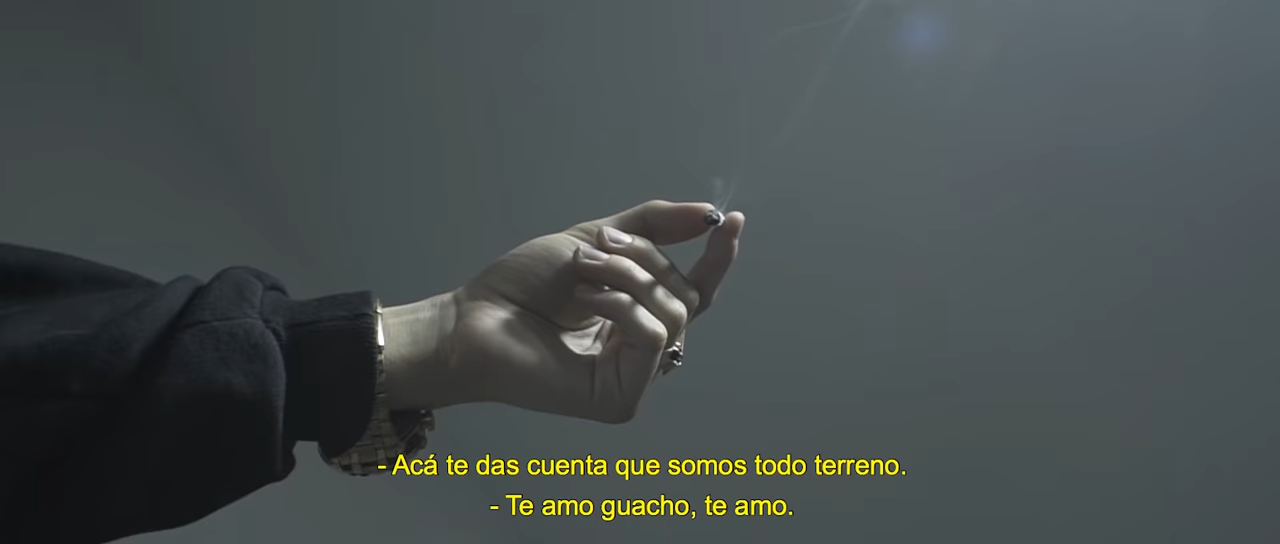 - Acá te das cuenta que somos todo terreno.
- Te amo guacho, te amo.